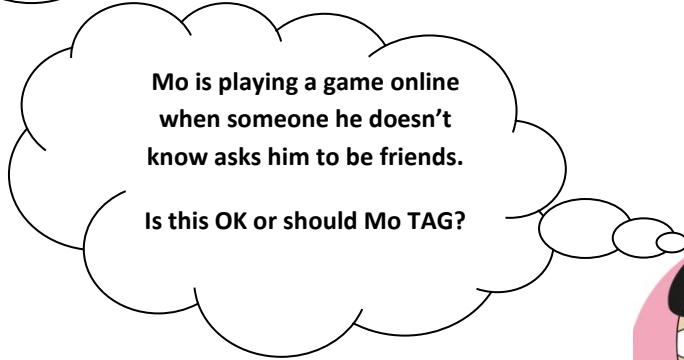 Mo is playing a game online
when someone he doesn’t
know asks him to be friends.
Is this OK or should Mo TAG?